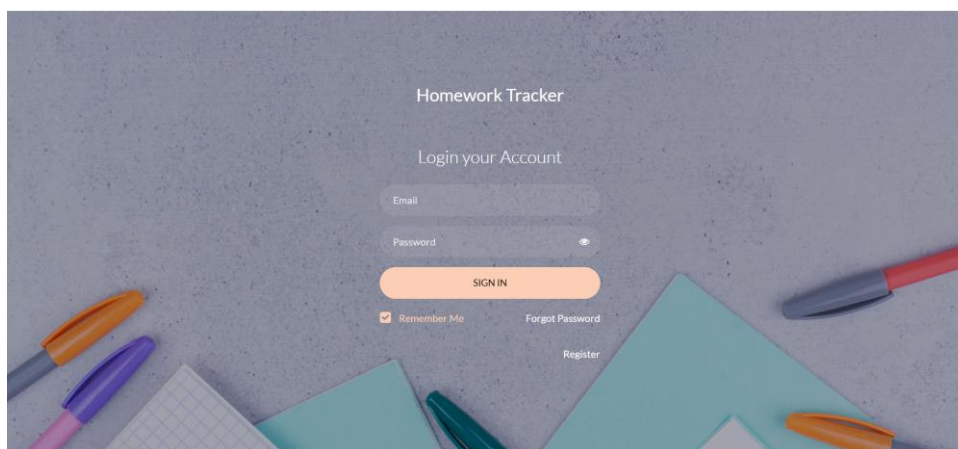 Homework Tracker
Login your Account
Email
Password
SIGN IN
Remember Me Forgot Password
Register